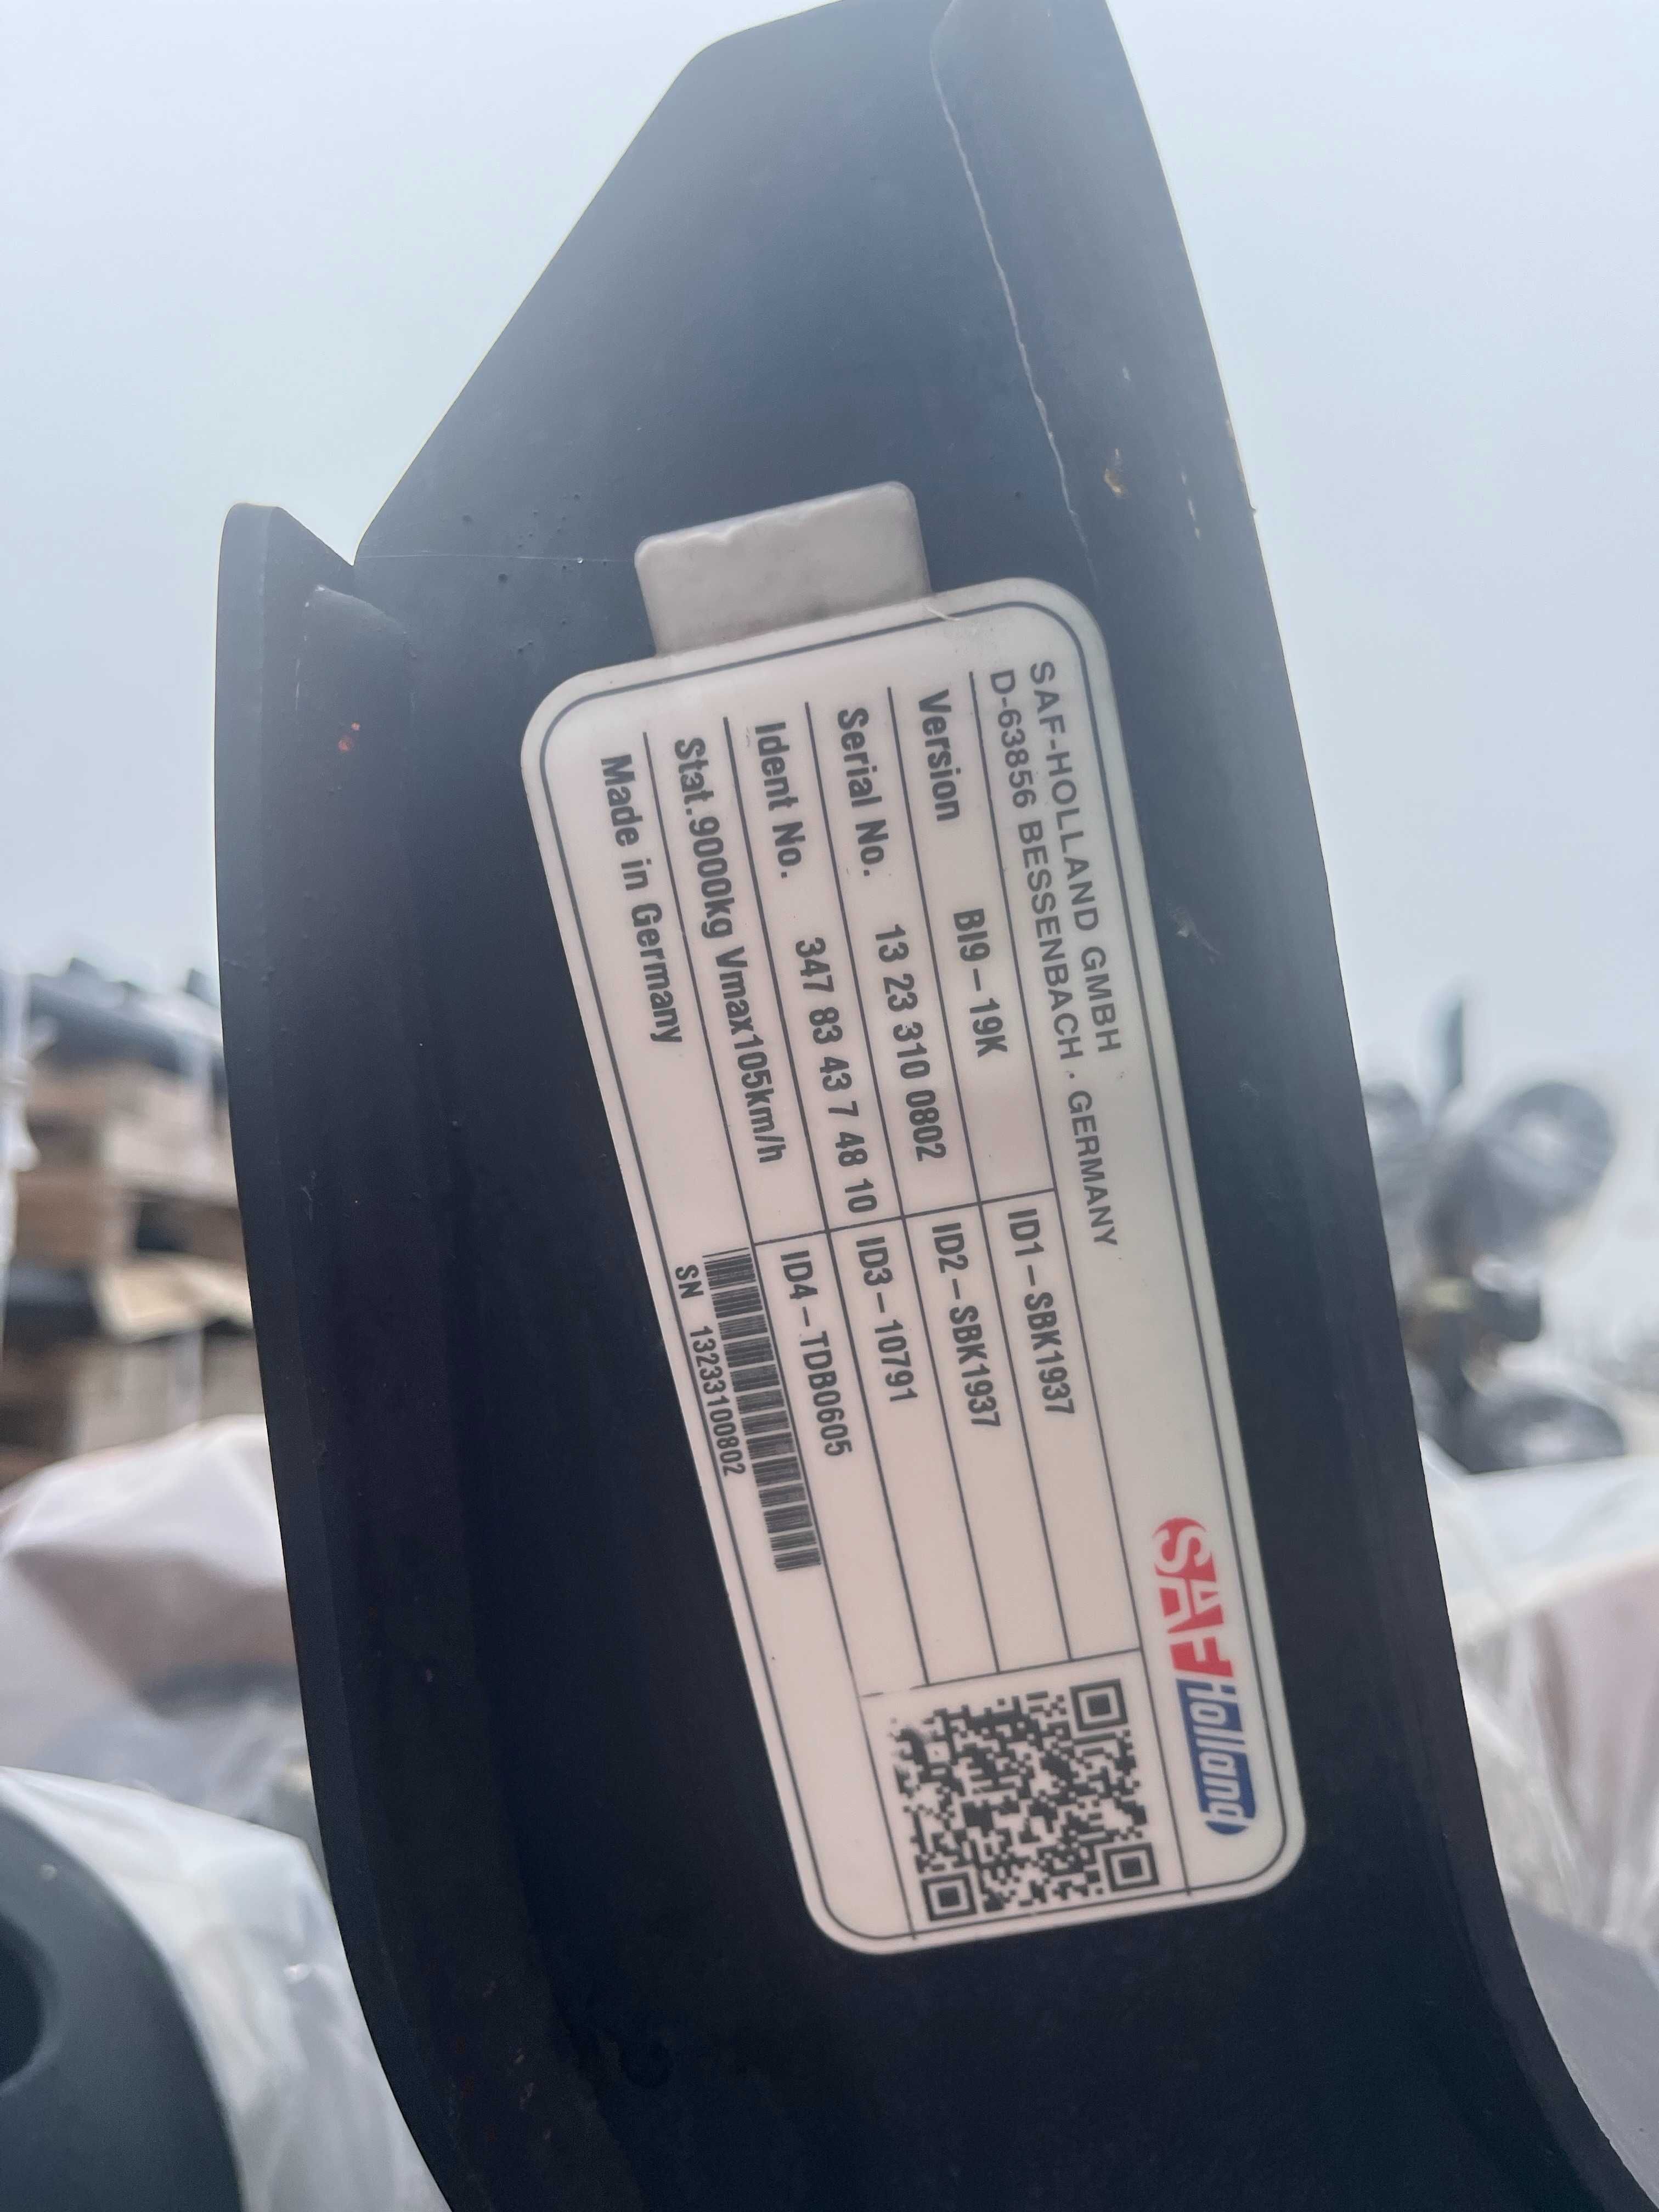 SAF-HOLLAND GMBH
D-63856 BESSENBACH · GERMANY
SAF Holland
Version BI9-19K ID1-SBK1937
Serial No. 13 23 310 0802 ID2-SBK1937
Ident No. 347 83 43 7 48 10 ID3-10791
Stat.9000kg Vmax105km/h ID4-TDB0605
Made in Germany
SN 13233100802